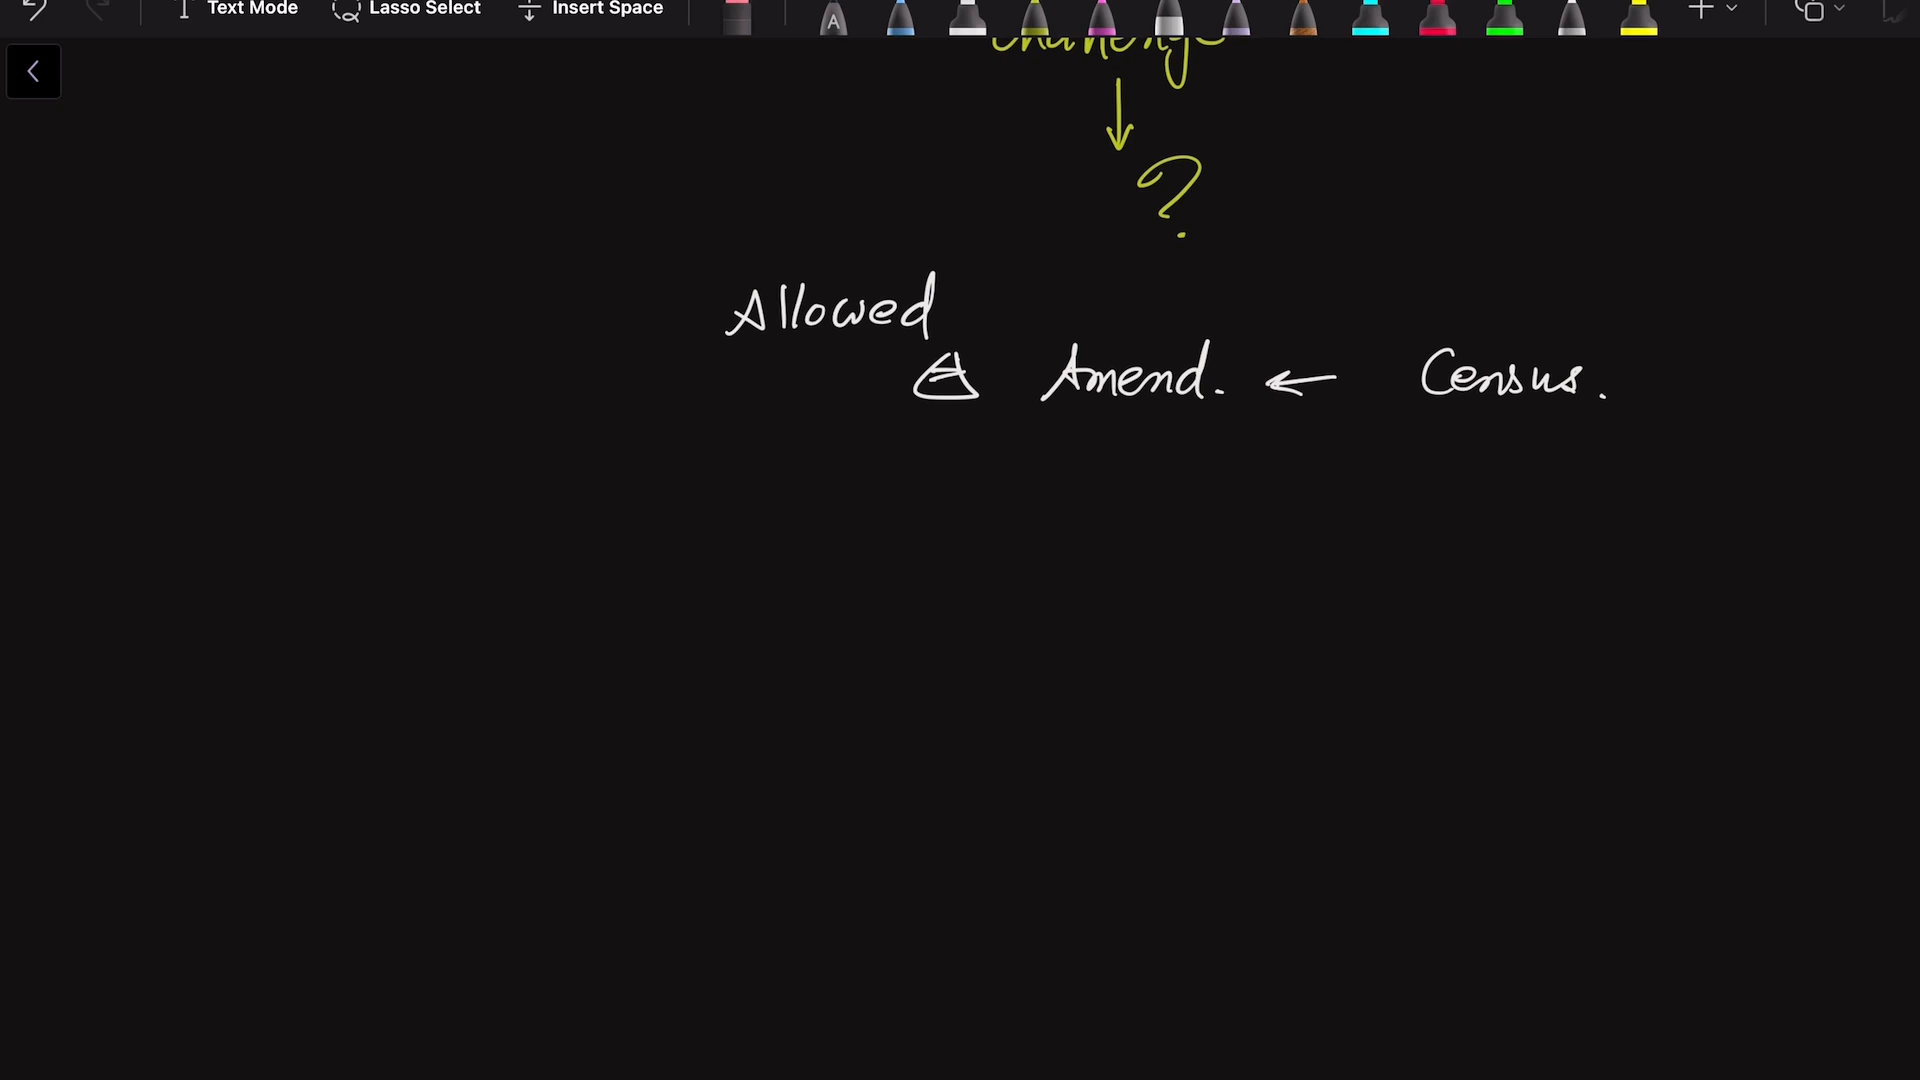 Text Mode Lasso Select Insert Space
A
?
Allowed
Amend. ← Census.